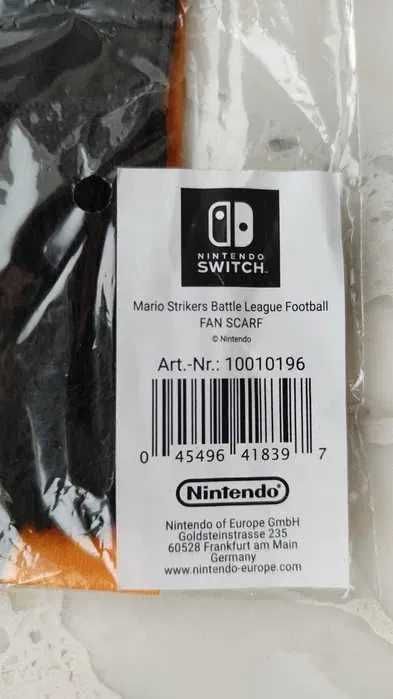 NINTENDO
SWITCH™
Mario Strikers Battle League Football
FAN SCARF
© Nintendo
Art.-Nr.: 10010196
0 45496 41839 7
Nintendo®
Nintendo of Europe GmbH
Goldsteinstrasse 235
60528 Frankfurt am Main
Germany
www.nintendo-europe.com